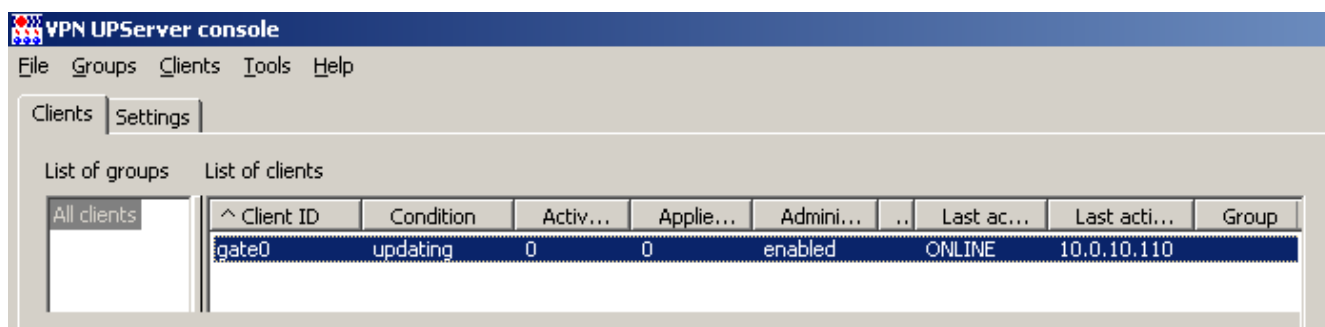 VPN UPServer console
File Groups Clients Tools Help
Clients Settings
List of groups List of clients
All clients ^ Client ID Condition Activ... Applie... Admini... .. Last ac... Last acti... Group
gate0 updating 0 0 enabled ONLINE 10.0.10.110